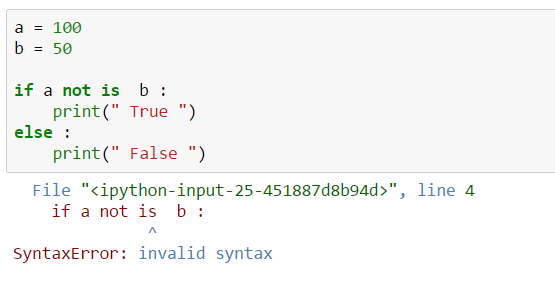 a = 100
b = 50
if a not is  b :
    print(" True ")
else :
    print(" False ")
  File "<ipython-input-25-451887d8b94d>", line 4
    if a not is  b :
              ^
SyntaxError: invalid syntax